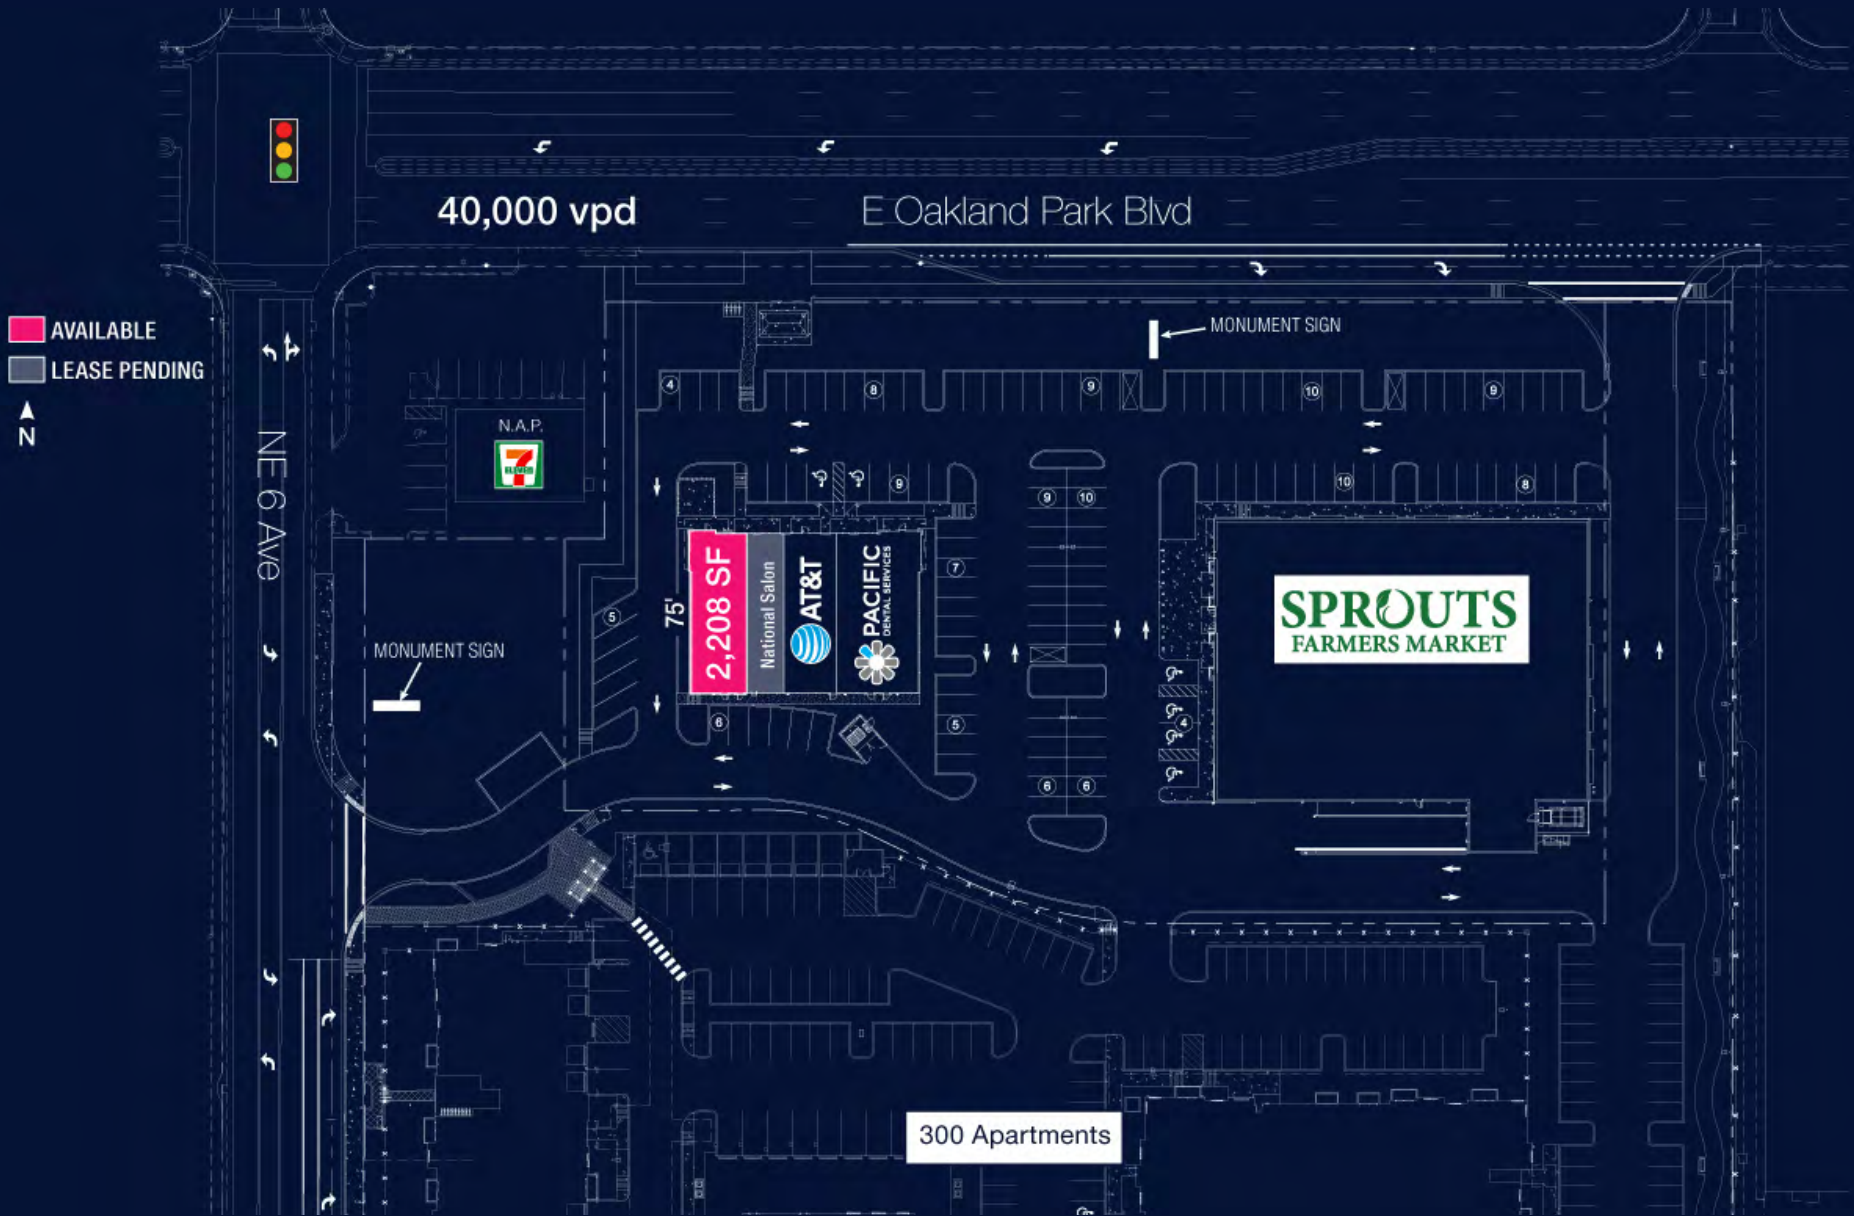 40,000 vpd
E Oakland Park Blvd
AVAILABLE
LEASE PENDING
N
NE 6 Ave
MONUMENT SIGN
4
8
9
10
9
N.A.P.
7
ELEVEN
9
9
10
10
8
75'
2,208 SF
National Salon
AT&T
PACIFIC
DENTAL SERVICES
7
5
SPROUTS
FARMERS MARKET
MONUMENT SIGN
6
5
4
6
6
300 Apartments